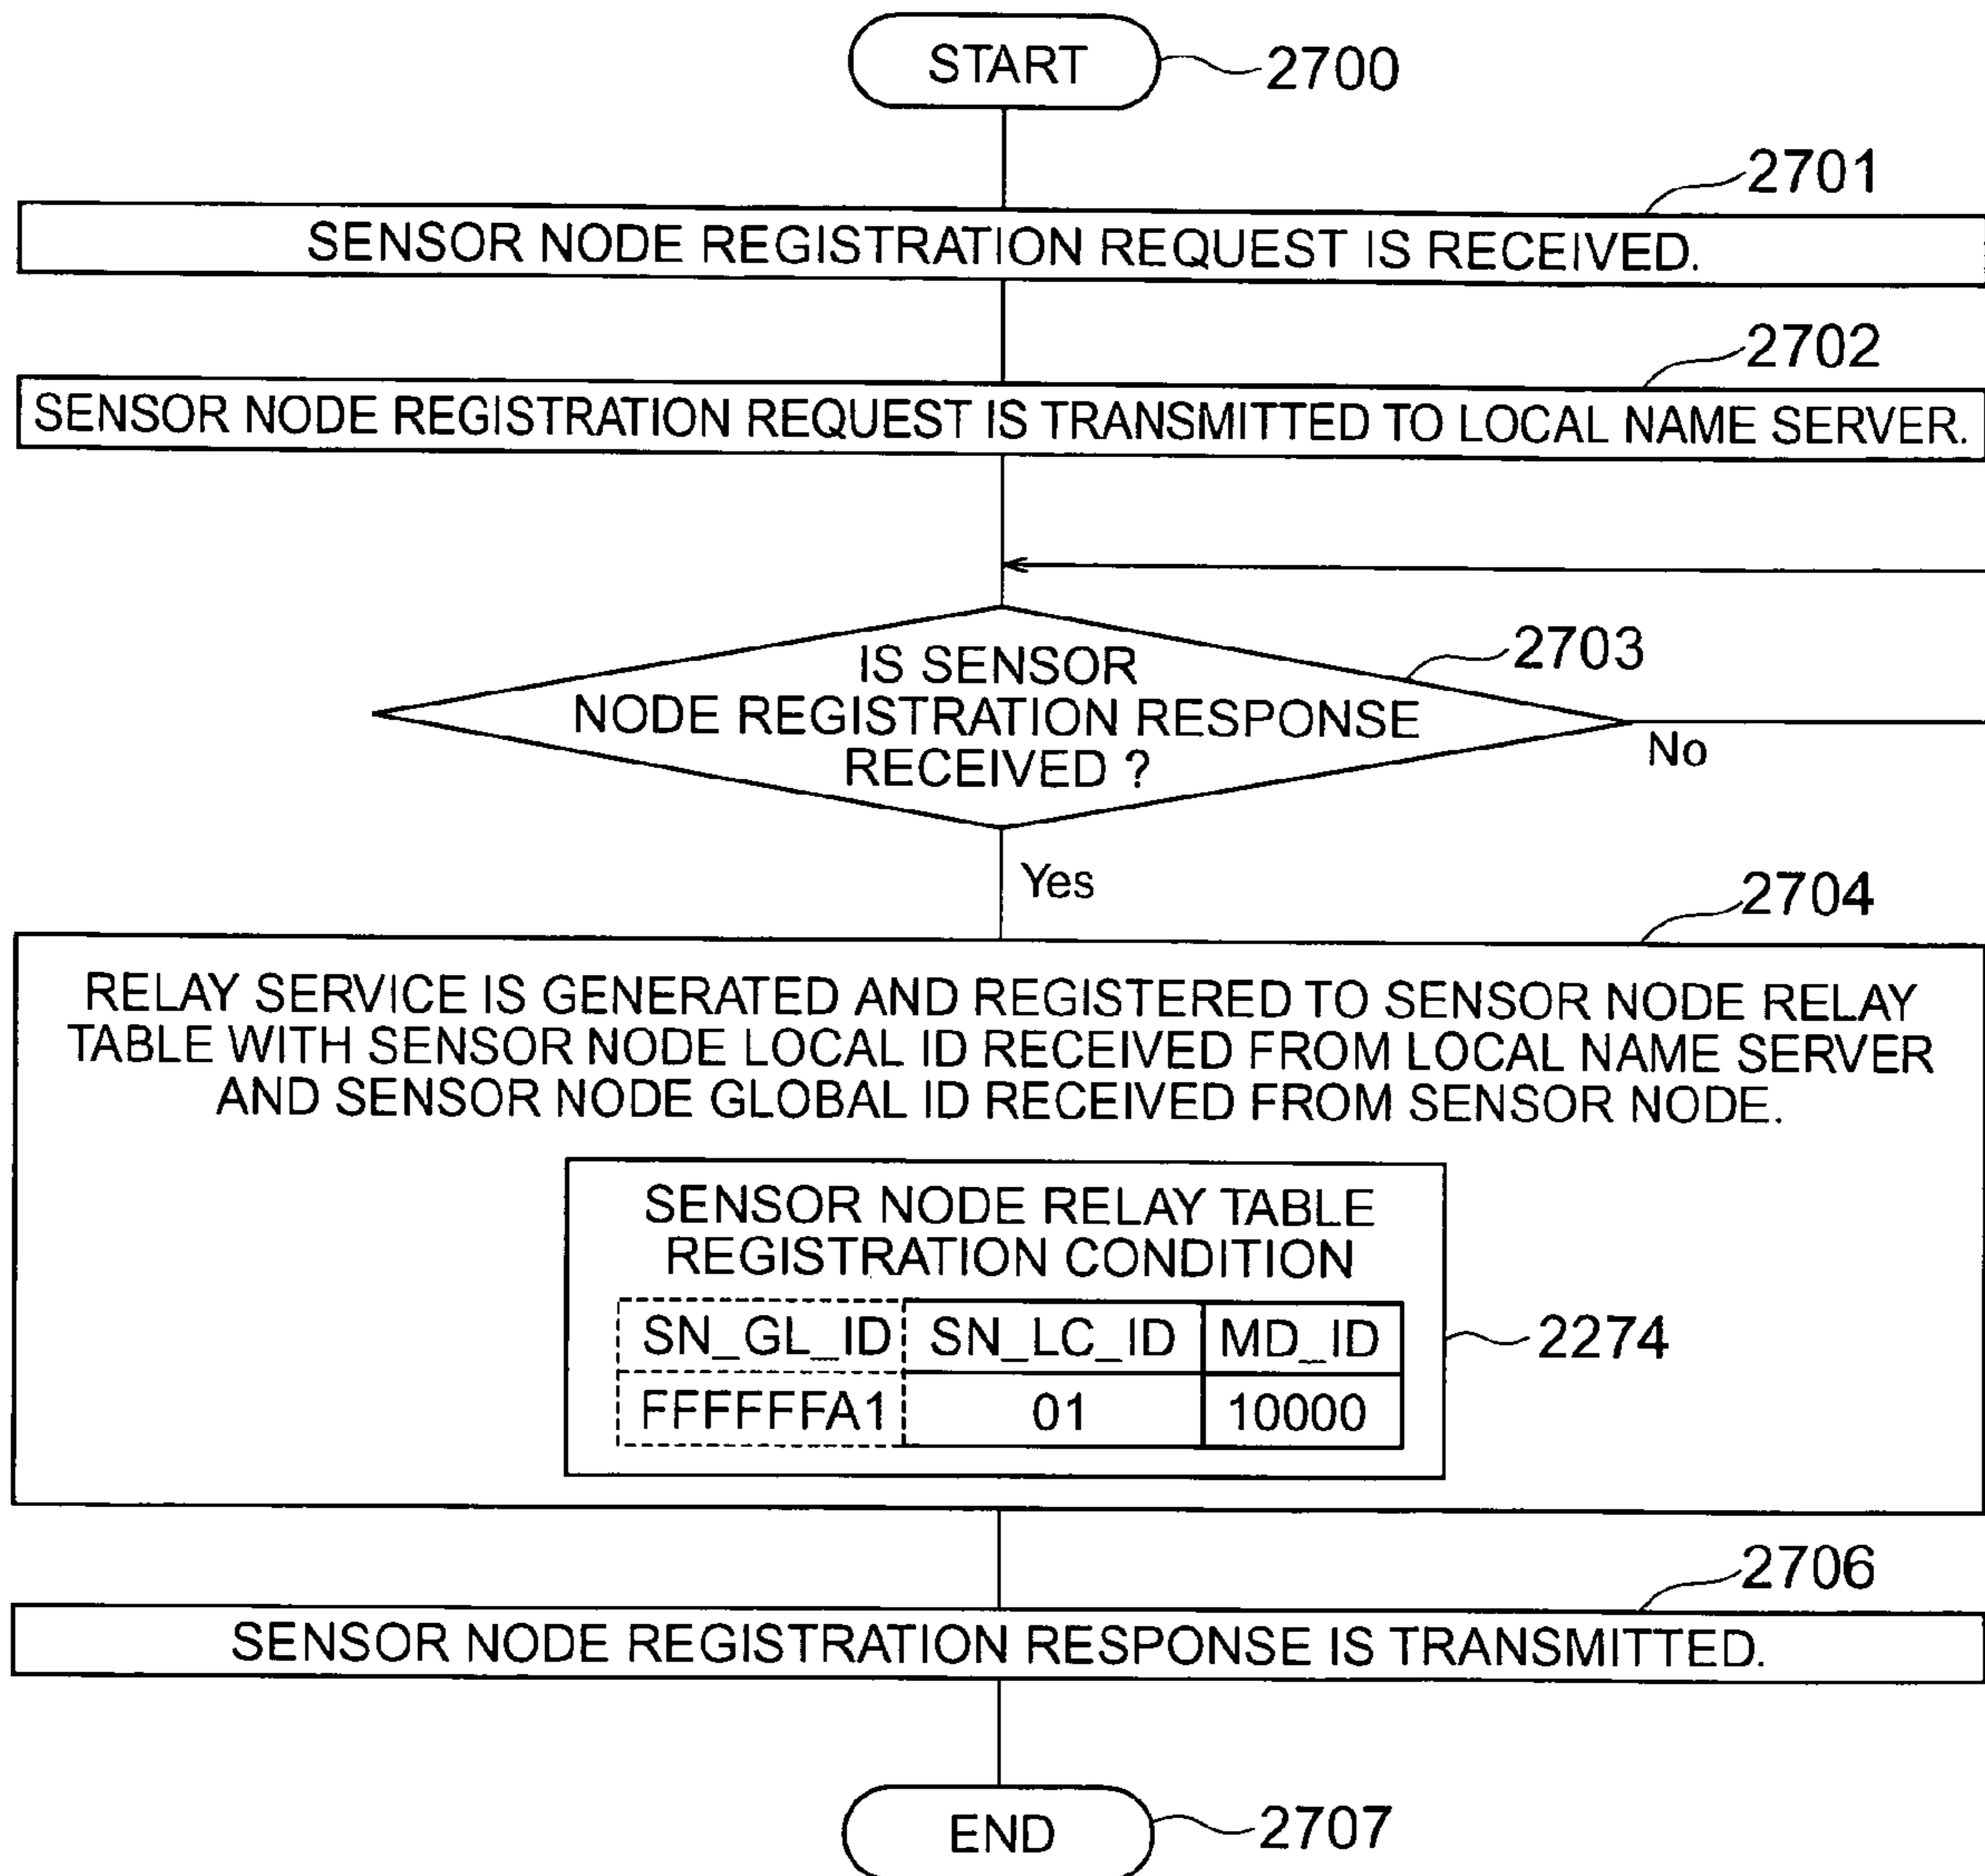 START
2700
2701
SENSOR NODE REGISTRATION REQUEST IS RECEIVED.
2702
SENSOR NODE REGISTRATION REQUEST IS TRANSMITTED TO LOCAL NAME SERVER.
2703
IS SENSOR
NODE REGISTRATION RESPONSE
RECEIVED ?
No
Yes
2704
RELAY SERVICE IS GENERATED AND REGISTERED TO SENSOR NODE RELAY
TABLE WITH SENSOR NODE LOCAL ID RECEIVED FROM LOCAL NAME SERVER
AND SENSOR NODE GLOBAL ID RECEIVED FROM SENSOR NODE.
SENSOR NODE RELAY TABLE
REGISTRATION CONDITION
SN_GL_ID SN_LC_ID MD_ID
2274
FFFFFFA1 01 10000
2706
SENSOR NODE REGISTRATION RESPONSE IS TRANSMITTED.
END
2707